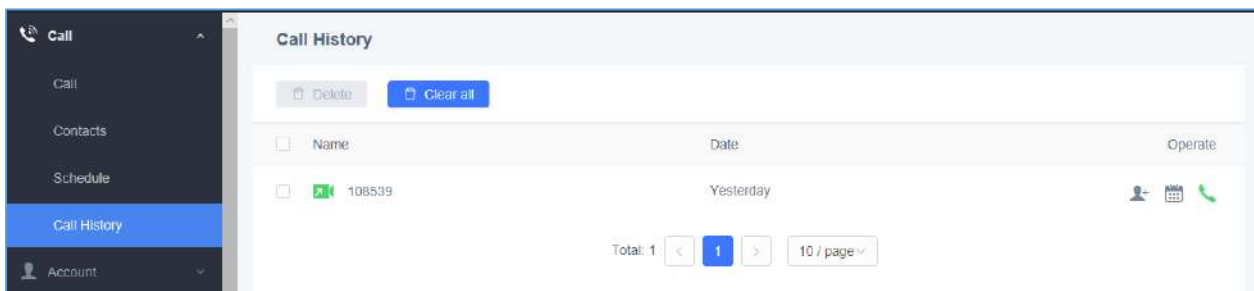 Call
Call
Contacts
Schedule
Call History
Account
Call History
Delete
Clear all
Name Date Operate
108539 Yesterday
Total: 1 < 1 > 10 / page